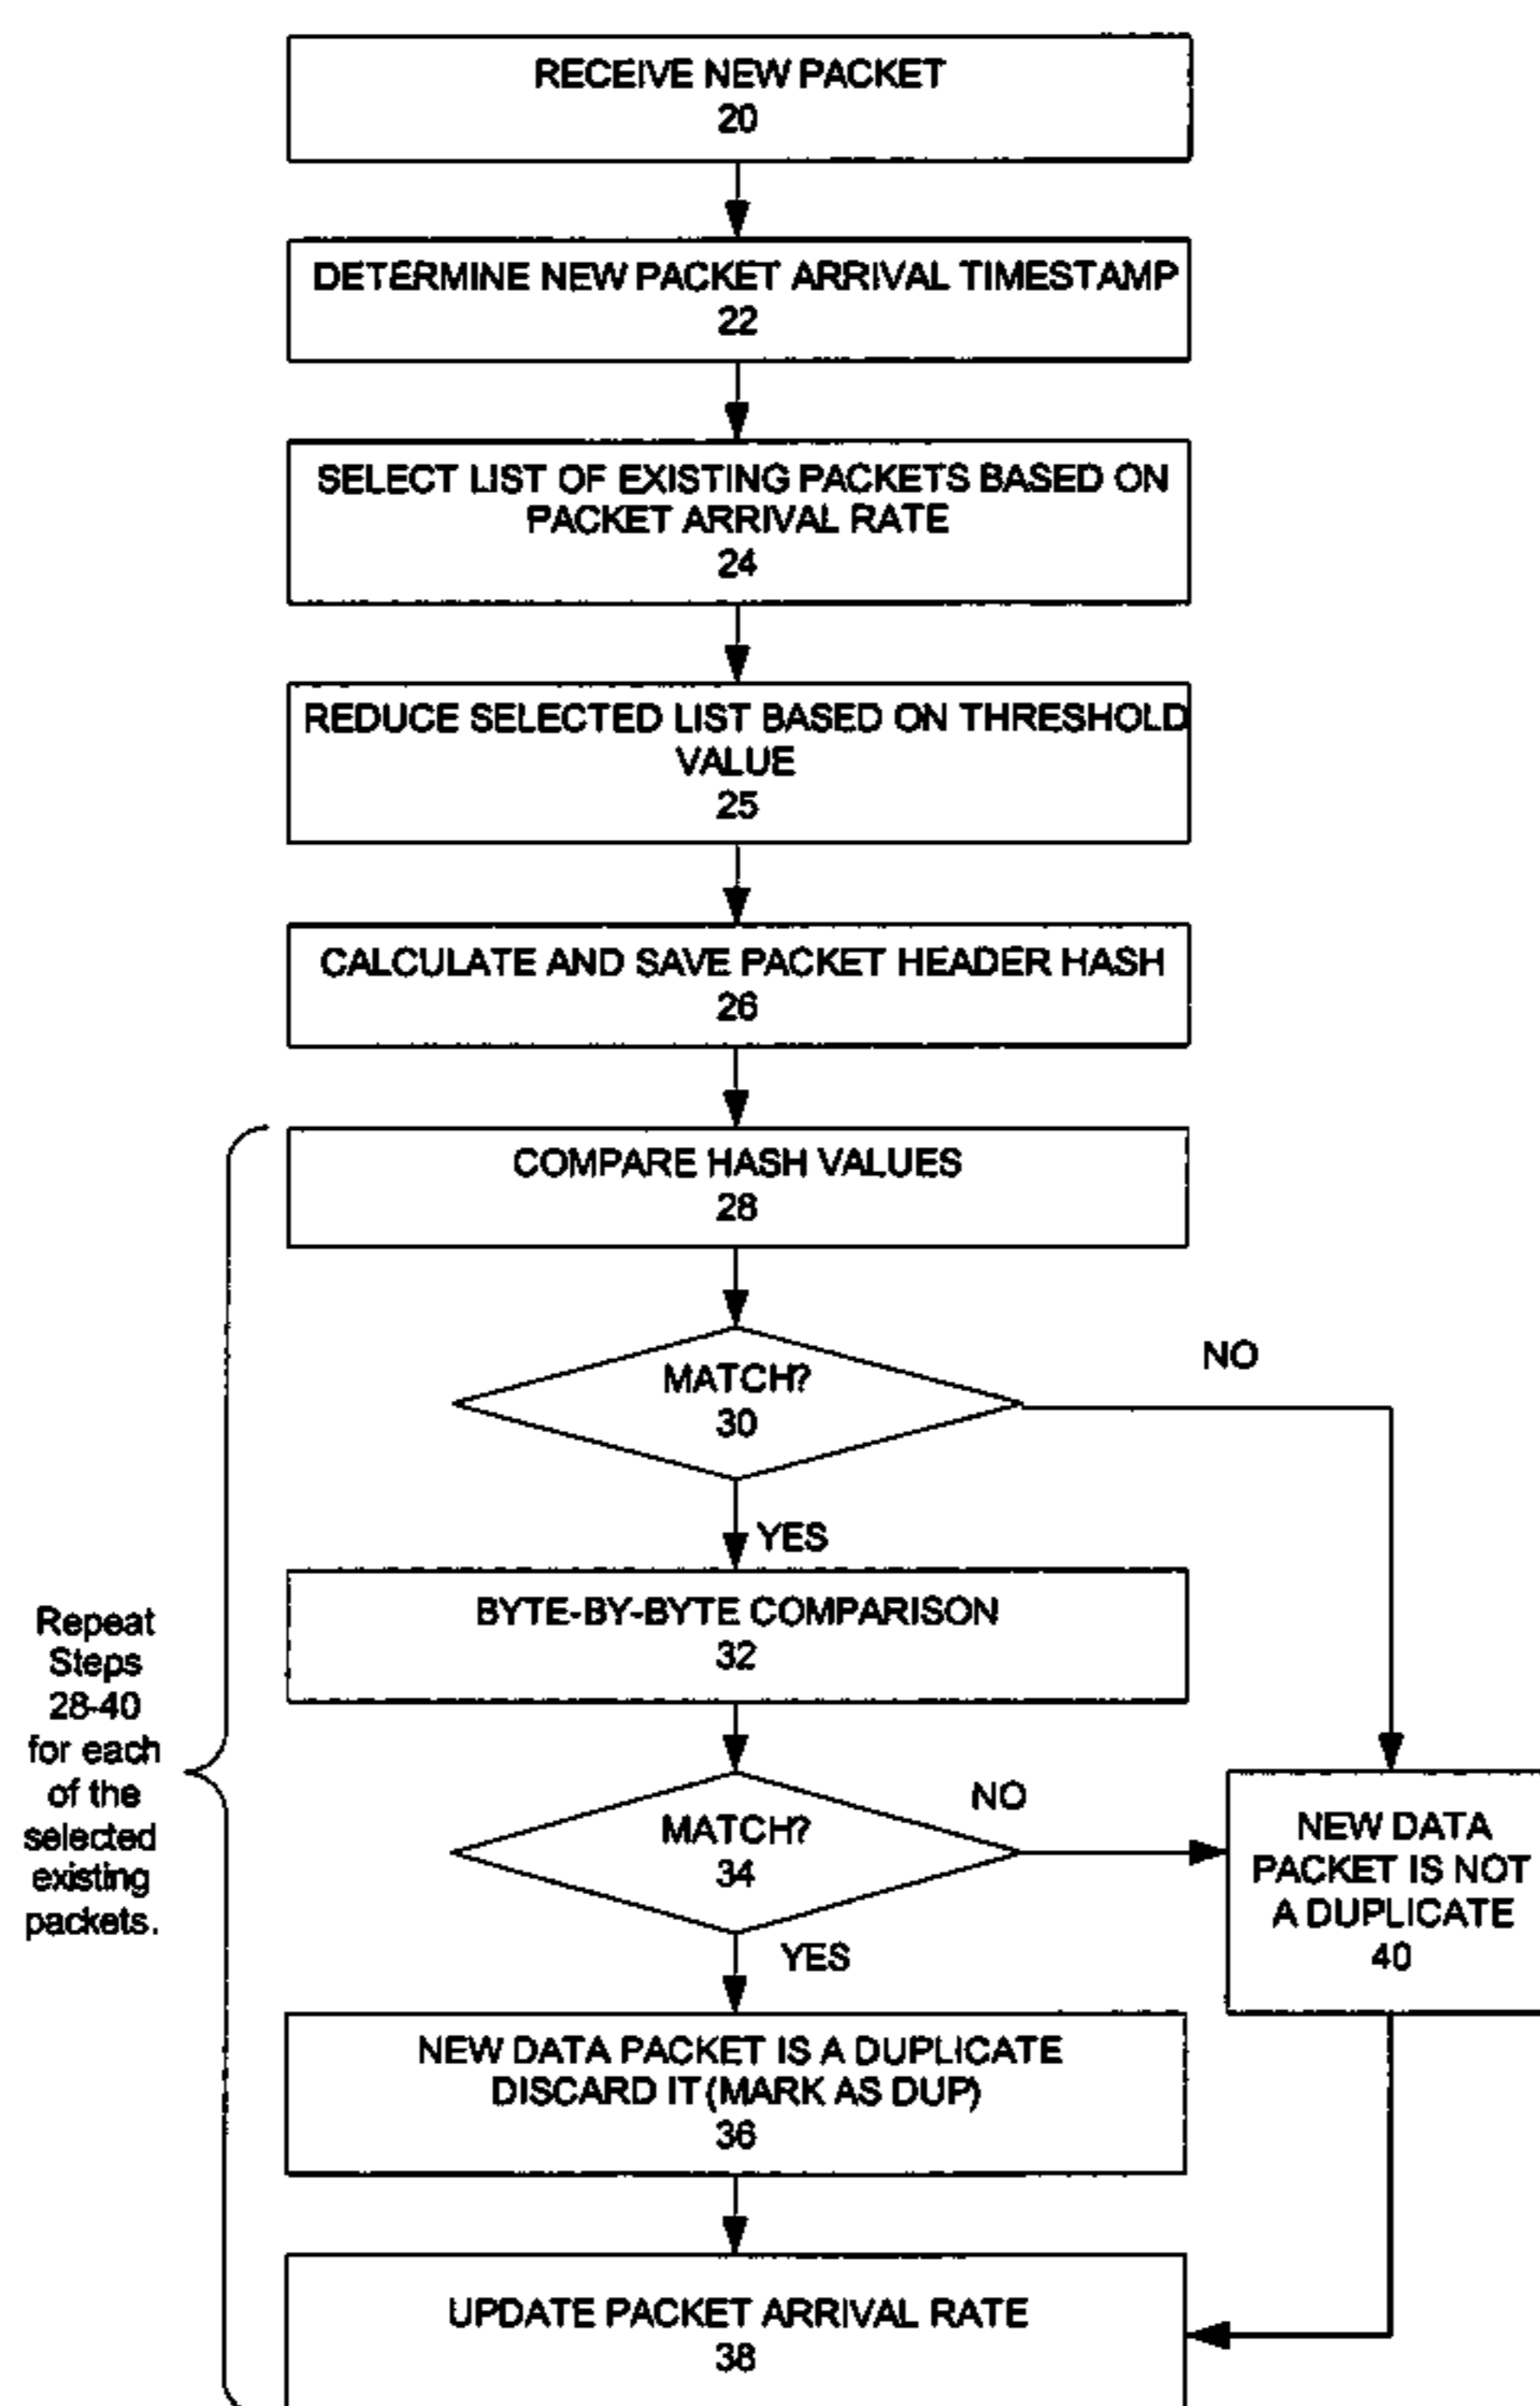 RECEIVE NEW PACKET
20
DETERMINE NEW PACKET ARRIVAL TIMESTAMP
22
SELECT LIST OF EXISTING PACKETS BASED ON
PACKET ARRIVAL RATE
24
REDUCE SELECTED LIST BASED ON THRESHOLD
VALUE
25
CALCULATE AND SAVE PACKET HEADER HASH
26
COMPARE HASH VALUES
28
MATCH?
30
NO
YES
BYTE-BY-BYTE COMPARISON
32
Repeat
Steps
28-40
for each
of the
selected
existing
packets.
MATCH?
34
NO
YES
NEW DATA
PACKET IS NOT
A DUPLICATE
40
NEW DATA PACKET IS A DUPLICATE
DISCARD IT (MARK AS DUP)
36
UPDATE PACKET ARRIVAL RATE
38